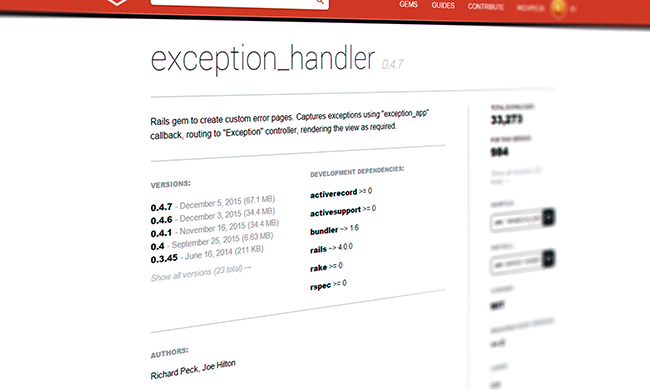 GEMS GUIDES CONTRIBUTE
exception_handler 0.4.7
Rails gem to create custom error pages. Captures exceptions using "exception_app"
callback, routing to "Exception" controller, rendering the view as required.
VERSIONS:
0.4.7 - December 5, 2015 (67.1 MB)
0.4.6 - December 3, 2015 (34.4 MB)
0.4.1 - November 16, 2015 (34.4 MB)
0.4 - September 25, 2015 (6.63 MB)
0.3.45 - June 16, 2014 (211 KB)
Show all versions (23 total) →
AUTHORS:
Richard Peck, Joe Hilton
DEVELOPMENT DEPENDENCIES:
activerecord >= 0
activesupport >= 0
bundler ~> 1.6
rails ~> 4.0.0
rake >= 0
rspec >= 0
TOTAL DOWNLOADS
33,273
FOR THIS VERSION
984